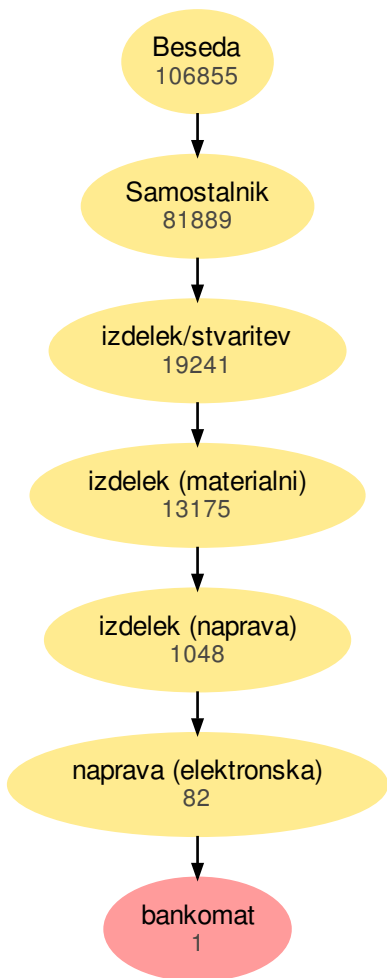 Beseda
106855
Samostalnik
81889
izdelek/stvaritev
19241
izdelek (materialni)
13175
izdelek (naprava)
1048
naprava (elektronska)
82
bankomat
1